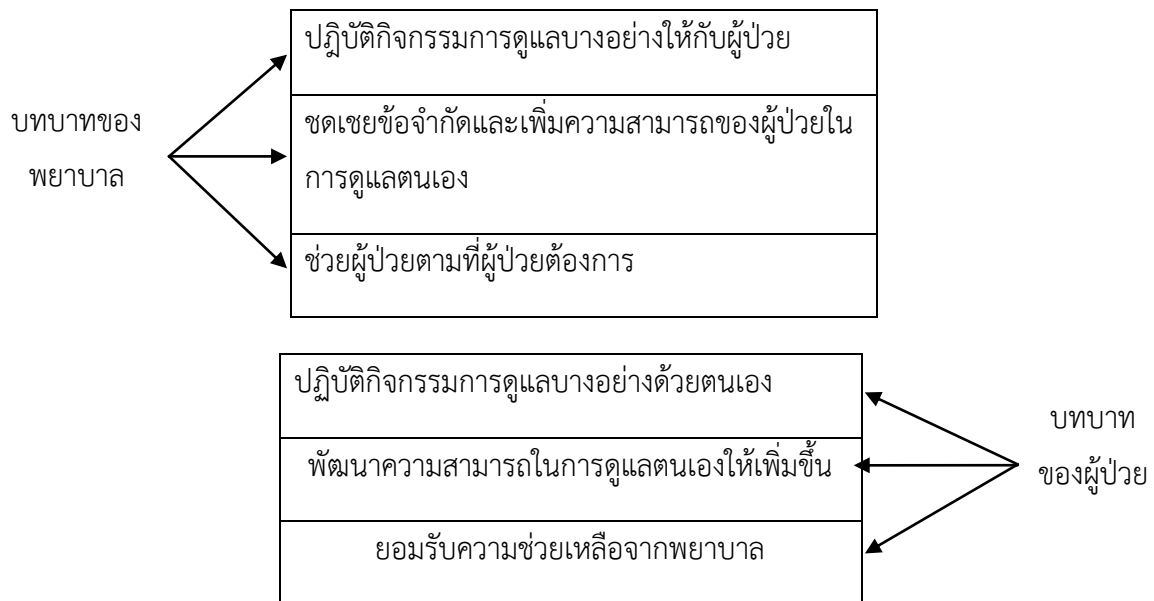 ปฎิบัติกิจกรรมการดูแลบางอย่างให้กับผู้ป่วย
บทบาทของ
พยาบาล
ชดเชยข้อจำกัดและเพิ่มความสามารถของผู้ป่วยใน
การดูแลตนเอง
ช่วยผู้ป่วยตามที่ผู้ป่วยต้องการ
ปฏิบัติกิจกรรมการดูแลบางอย่างด้วยตนเอง
พัฒนาความสามารถในการดูแลตนเองให้เพิ่มขึ้น
ยอมรับความช่วยเหลือจากพยาบาล
บทบาท
ของผู้ป่วย